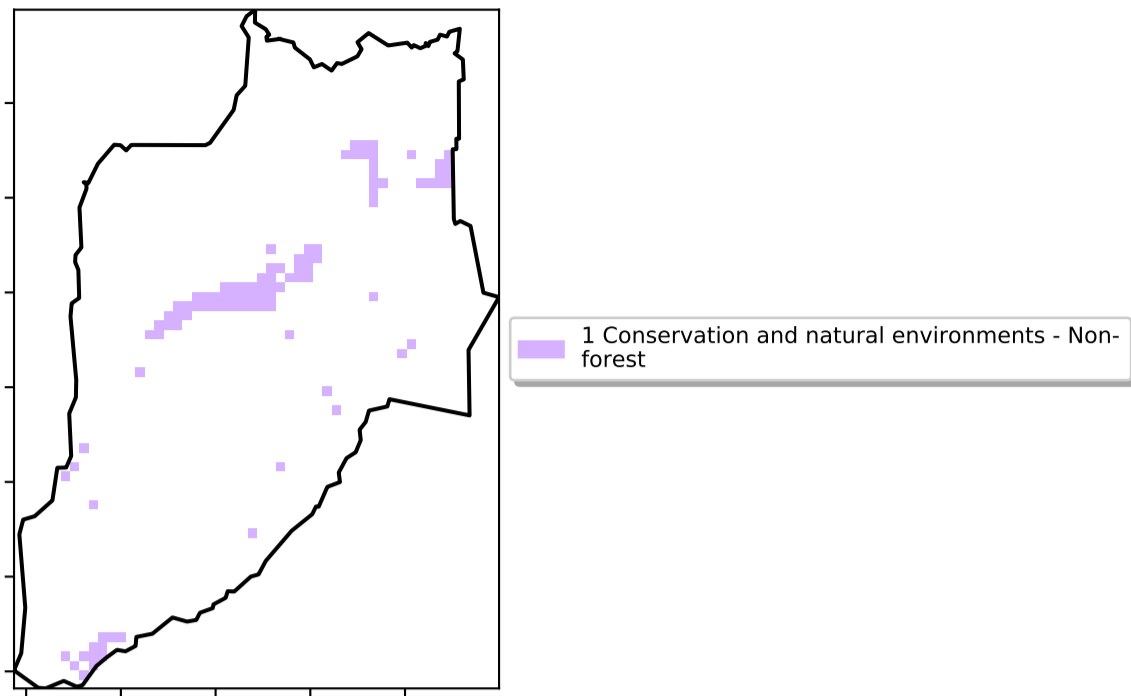 1 Conservation and natural environments - Non-
forest